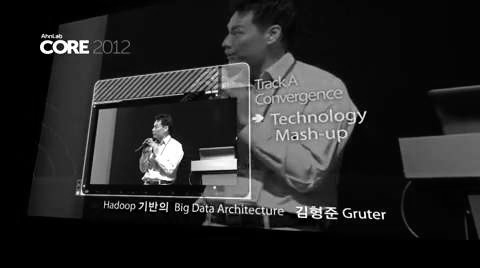 AhnLab
CORE 2012
Track A
Convergence
Technology
Mash-up
Hadoop 기반의 Big Data Architecture 김형준 Gruter